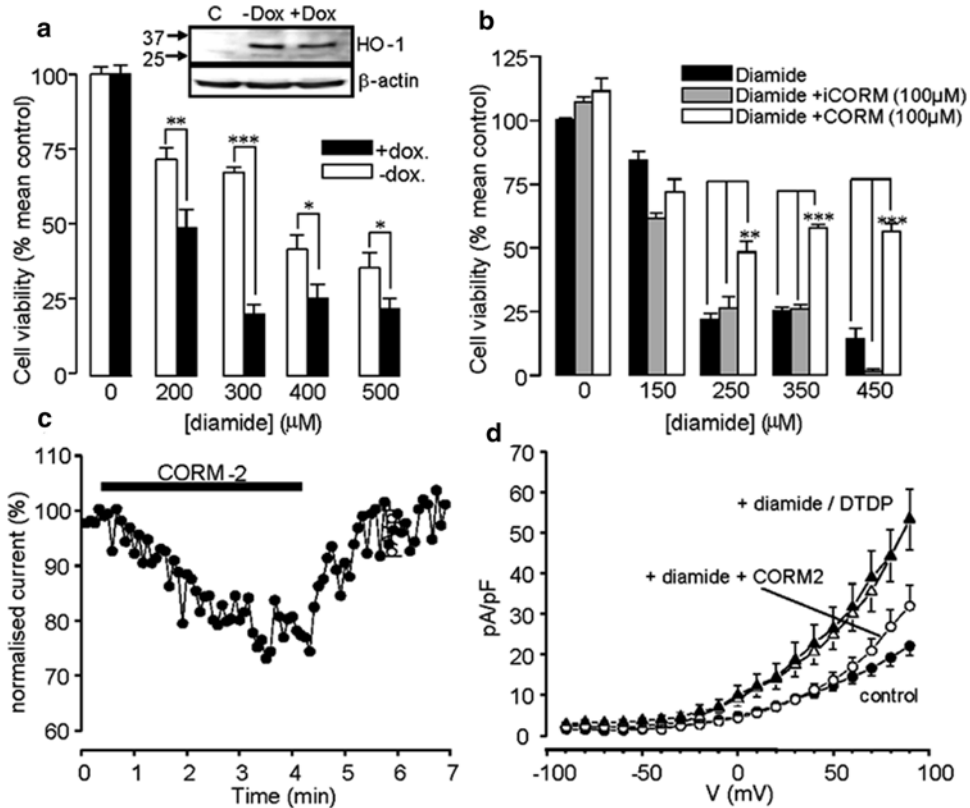 a
C -Dox +Dox
37
25
HO-1
β-actin
Cell viability (% mean control)
100
75
50
25
0
** *** * *
+dox.
-dox.
0 200 300 400 500
[diamide] (μM)
b
Cell viability (% mean control)
125
100
75
50
25
0
Diamide
Diamide +iCORM (100μM)
Diamide +CORM (100μM)
** *** ***
0 150 250 350 450
[diamide] (μM)
c
normalised current (%)
110
100
90
80
70
60
CORM-2
0 1 2 3 4 5 6 7
Time (min)
d
pA/pF
70
60
50
40
30
20
10
0
+ diamide / DTDP
+ diamide + CORM2
control
-100 -50 0 50 100
V (mV)